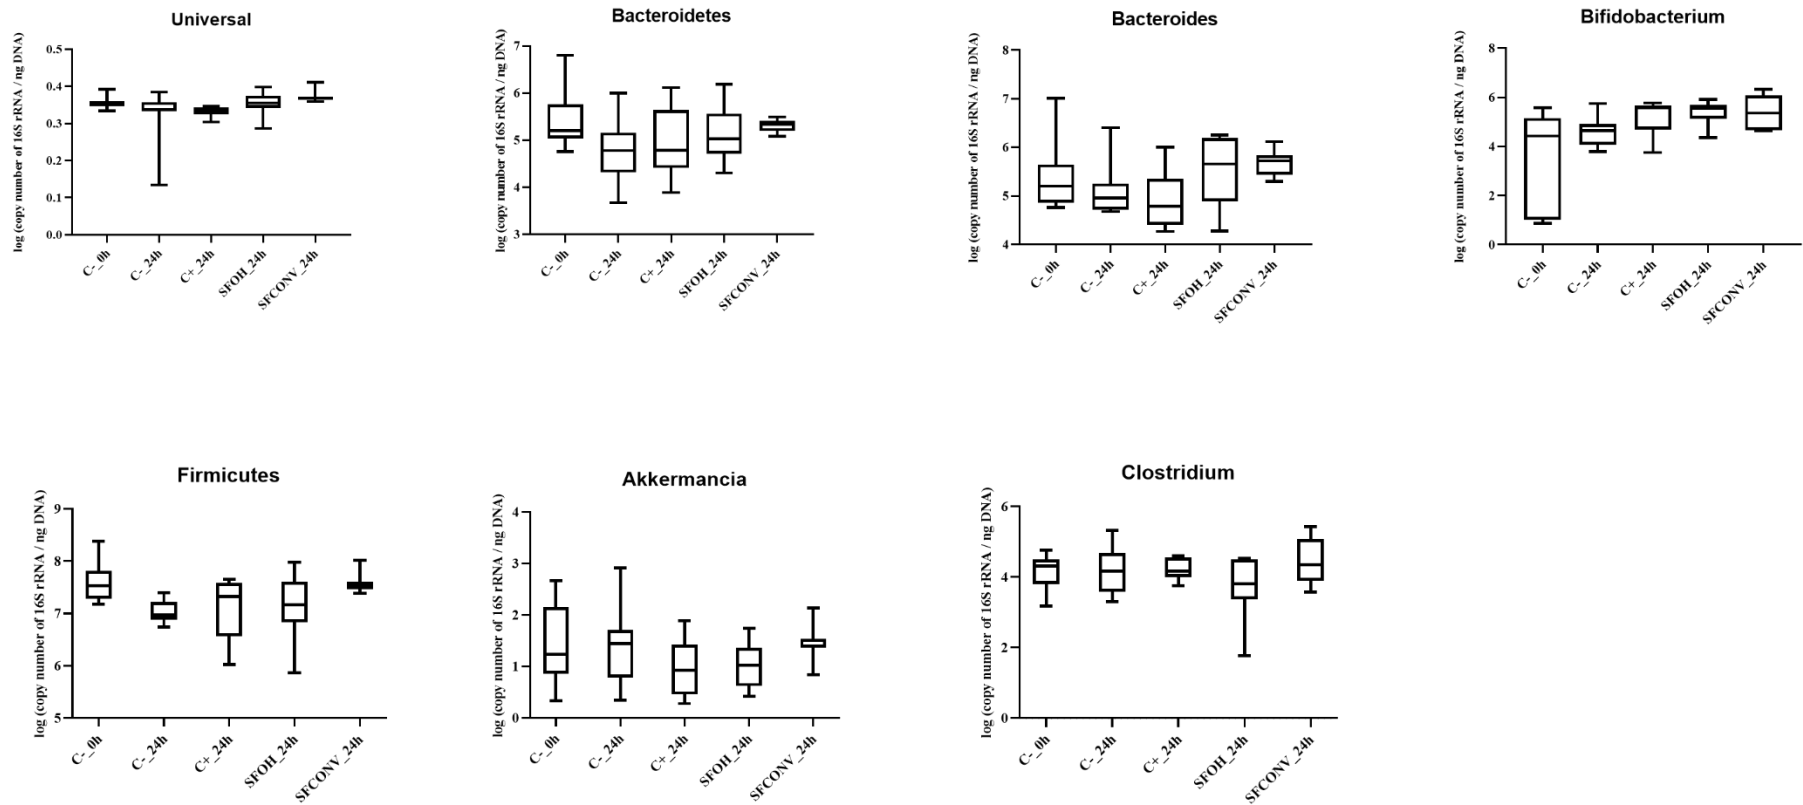 Universal
log (copy number of 16S rRNA / ng DNA)
0.5
0.4
0.3
0.2
0.1
0.0
C-_0h
C-_24h
C+_24h
SFOH_24h
SFCONV_24h
Bacteroidetes
log (copy number of 16S rRNA / ng DNA)
7
6
5
4
3
C-_0h
C-_24h
C+_24h
SFOH_24h
SFCONV_24h
Bacteroides
log (copy number of 16S rRNA / ng DNA)
8
7
6
5
4
C-_0h
C-_24h
C+_24h
SFOH_24h
SFCONV_24h
Bifidobacterium
log (copy number of 16S rRNA / ng DNA)
8
6
4
2
0
C-_0h
C-_24h
C+_24h
SFOH_24h
SFCONV_24h
Firmicutes
log (copy number of 16S rRNA / ng DNA)
9
8
7
6
5
C-_0h
C-_24h
C+_24h
SFOH_24h
SFCONV_24h
Akkermancia
log (copy number of 16S rRNA / ng DNA)
4
3
2
1
0
C-_0h
C-_24h
C+_24h
SFOH_24h
SFCONV_24h
Clostridium
log (copy number of 16S rRNA / ng DNA)
6
4
2
0
C-_0h
C-_24h
C+_24h
SFOH_24h
SFCONV_24h